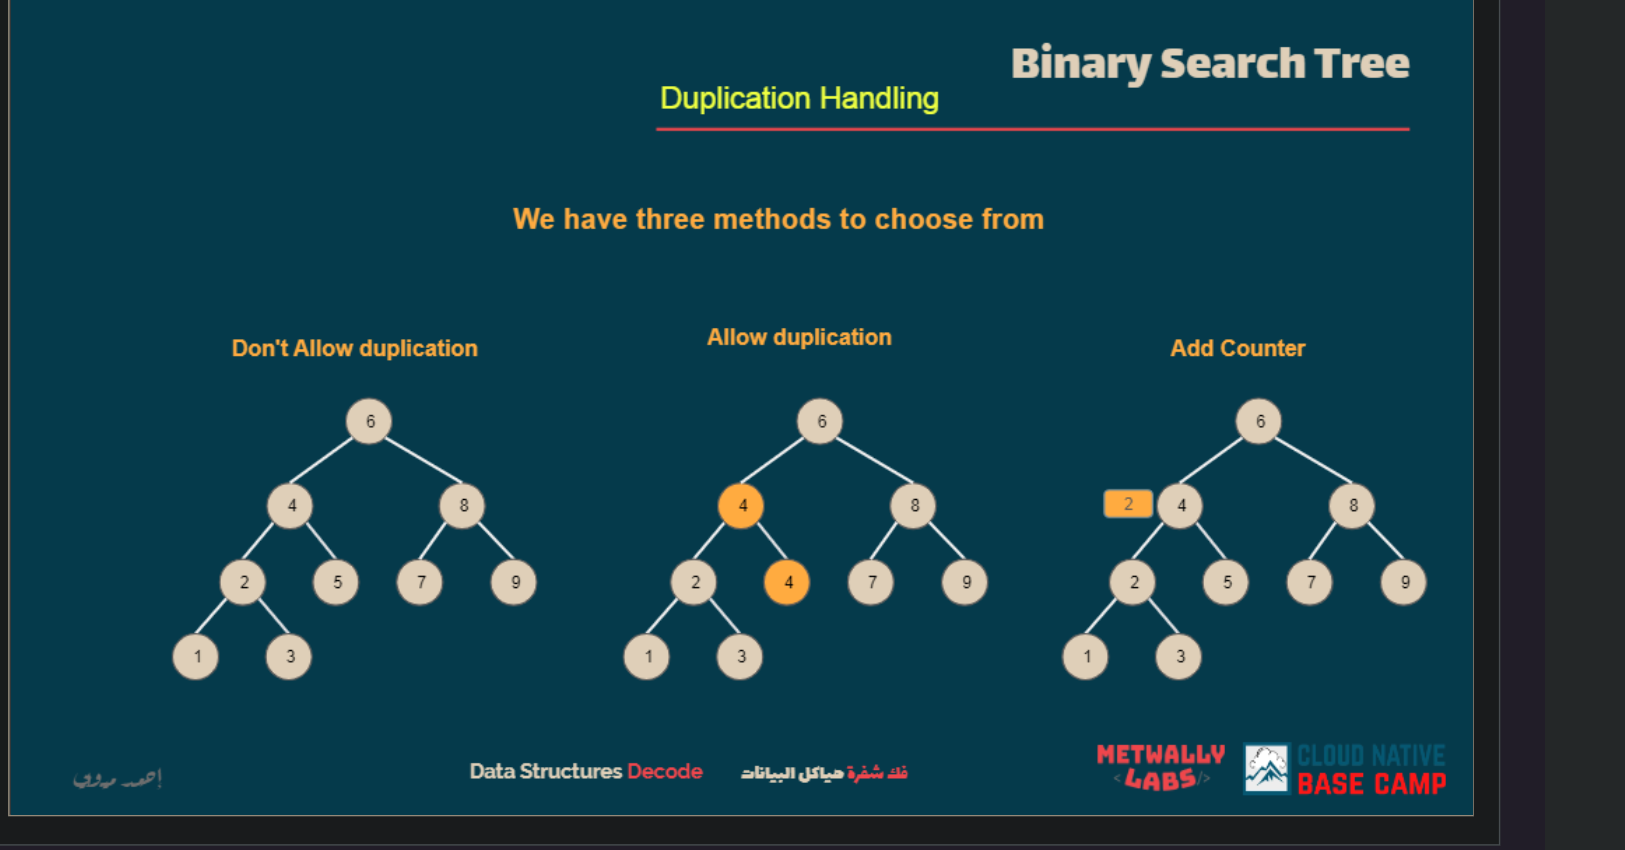 Binary Search Tree
Duplication Handling
We have three methods to choose from
Don't Allow duplication
6
4
8
2
5
7
9
1
3
Allow duplication
6
4
8
2
4
7
9
1
3
Add Counter
6
2
4
8
2
5
7
9
1
3
Data Structures Decode
فك شفرة هياكل البيانات
METWALLY
<LABS/>
CLOUD NATIVE
BASE CAMP